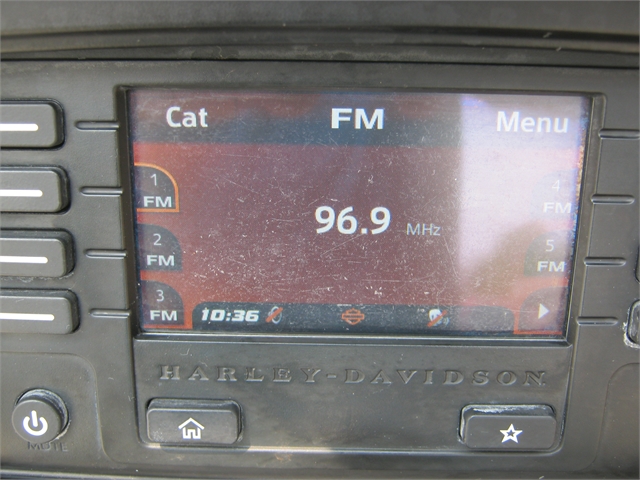 Cat FM Menu
1 FM 4 FM
96.9 MHz
2 FM 5 FM
3 FM
10:36
HARLEY-DAVIDSON
MUTE